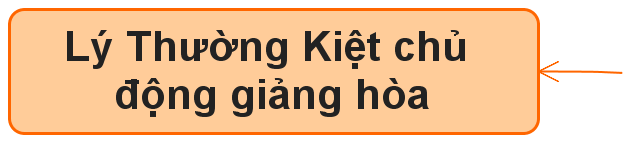 Lý Thường Kiệt chủ
động giảng hòa